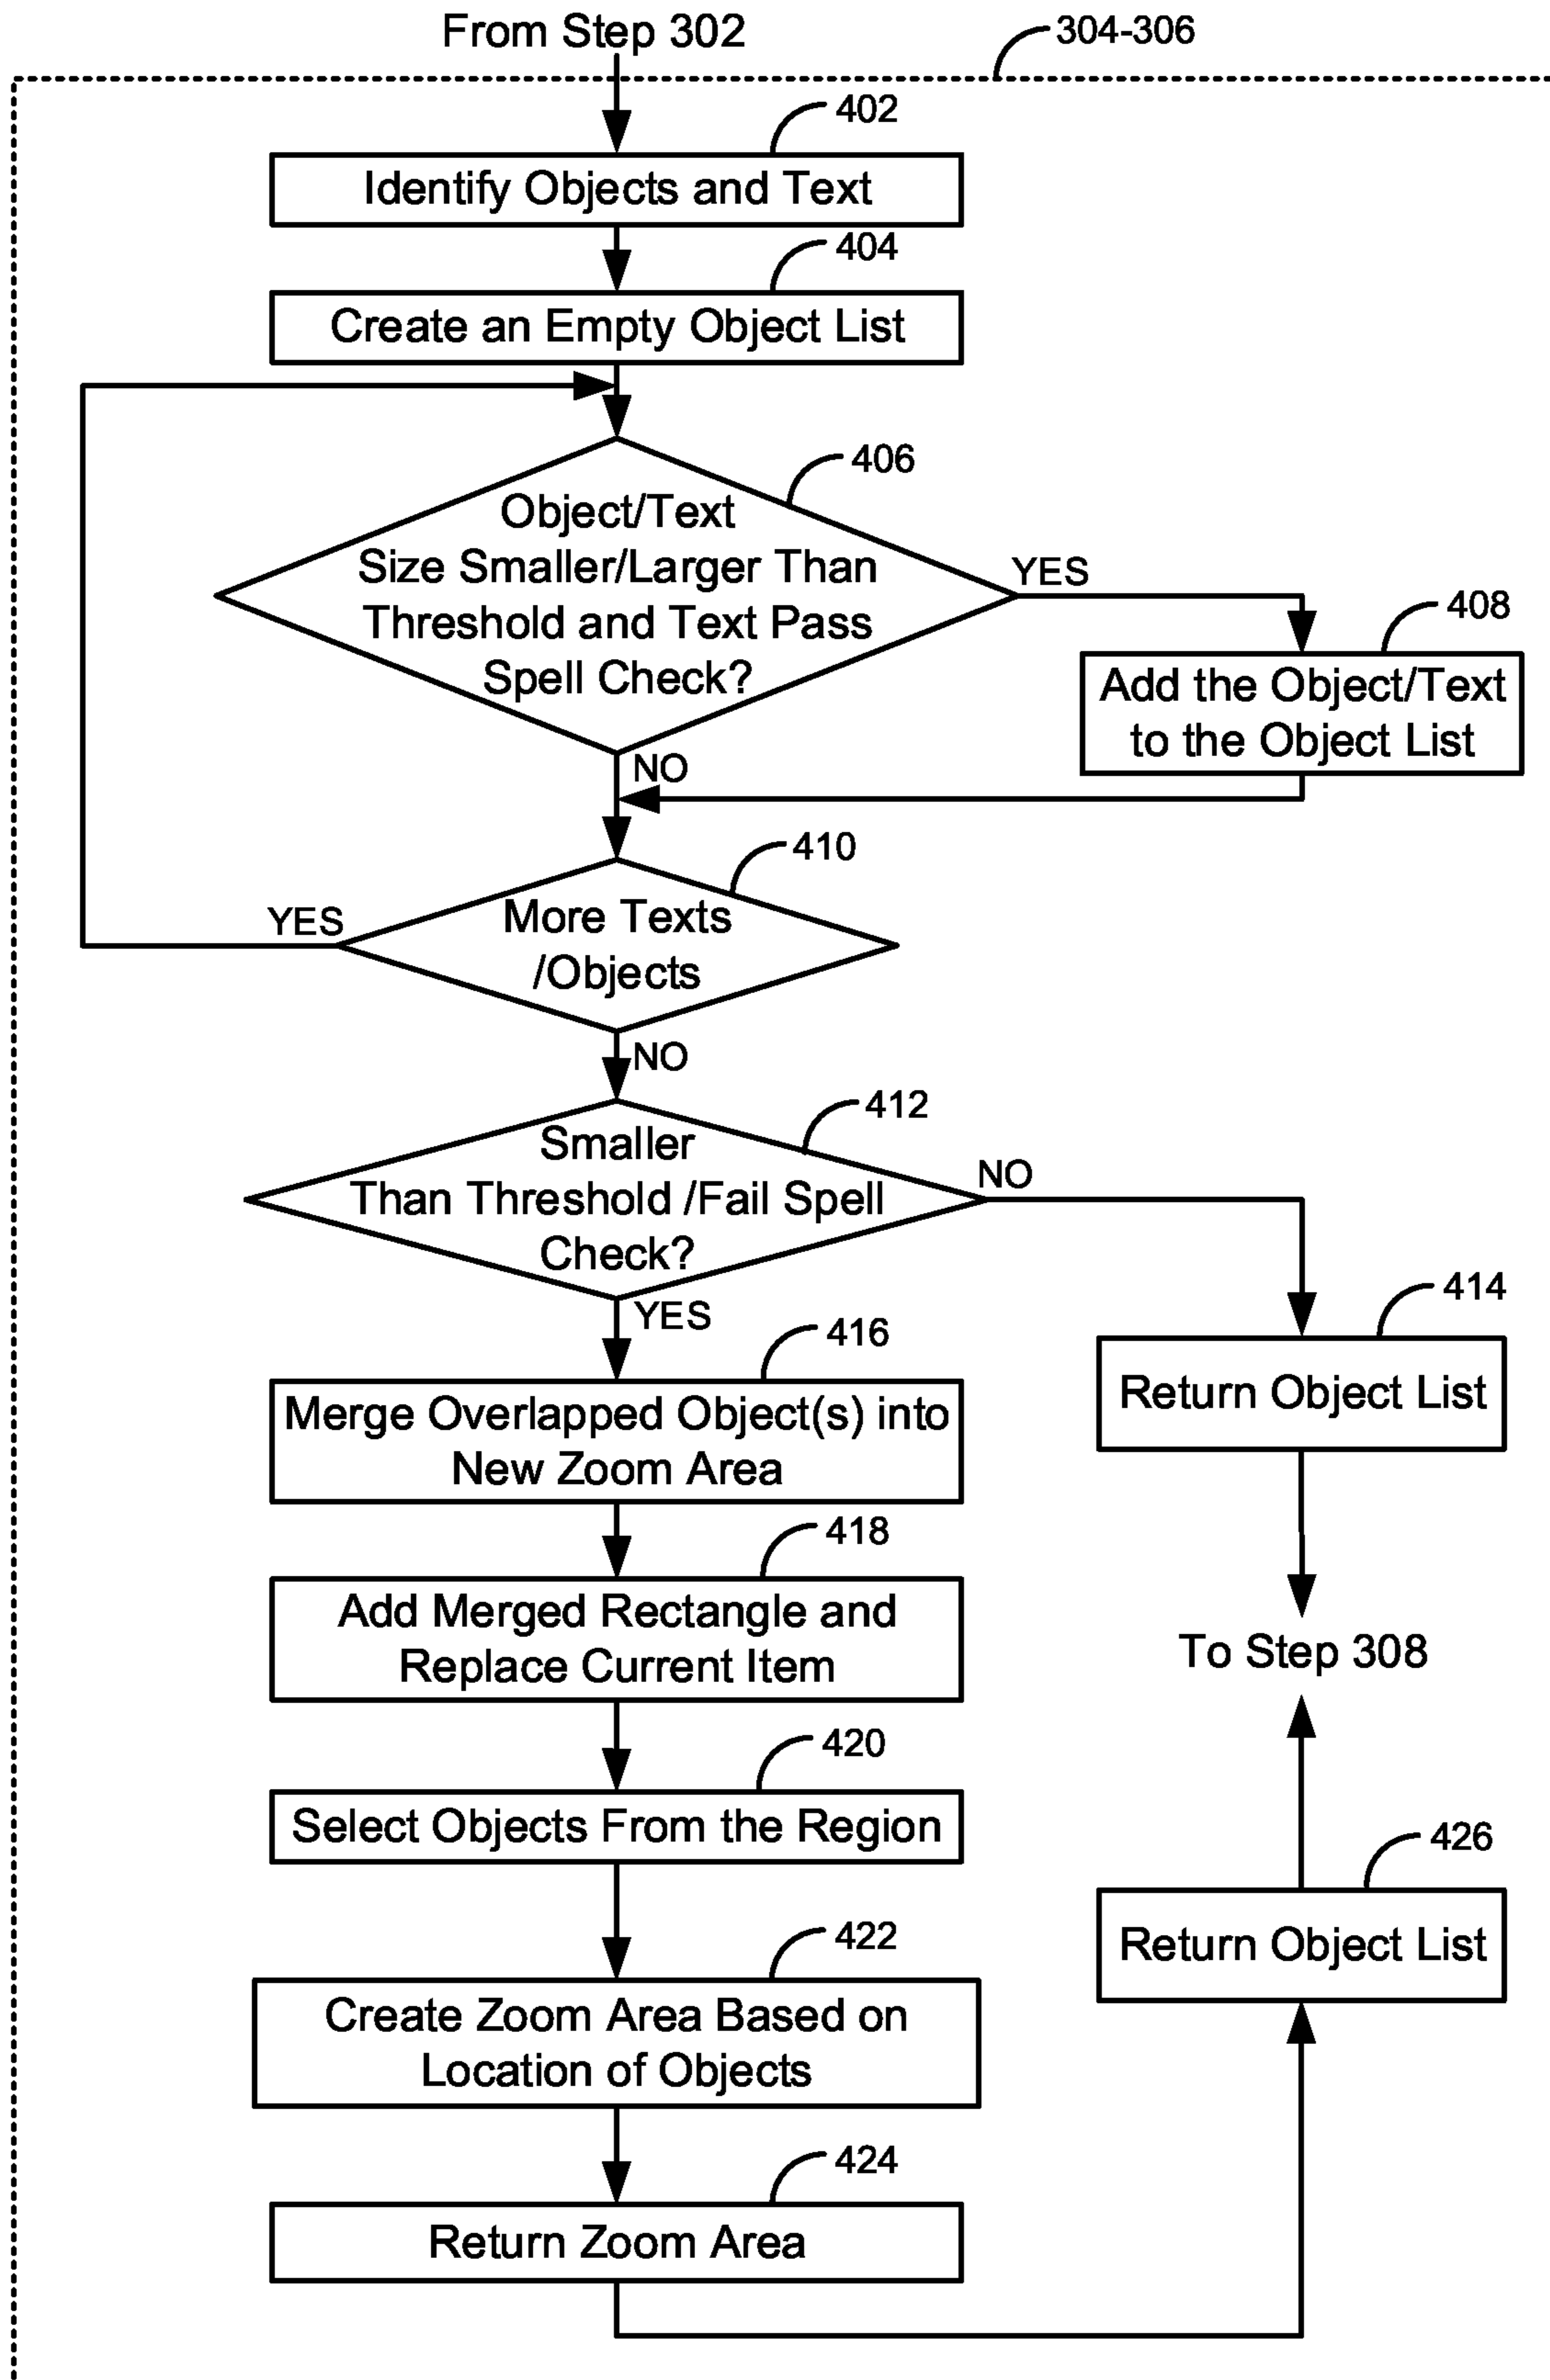 From Step 302
304-306
402
Identify Objects and Text
404
Create an Empty Object List
406
Object/Text
Size Smaller/Larger Than
Threshold and Text Pass
Spell Check?
YES
408
Add the Object/Text
to the Object List
NO
410
More Texts
/Objects
YES
NO
412
Smaller
Than Threshold /Fail Spell
Check?
NO
YES
414
Return Object List
416
Merge Overlapped Object(s) into
New Zoom Area
418
Add Merged Rectangle and
Replace Current Item
To Step 308
420
Select Objects From the Region
426
Return Object List
422
Create Zoom Area Based on
Location of Objects
424
Return Zoom Area